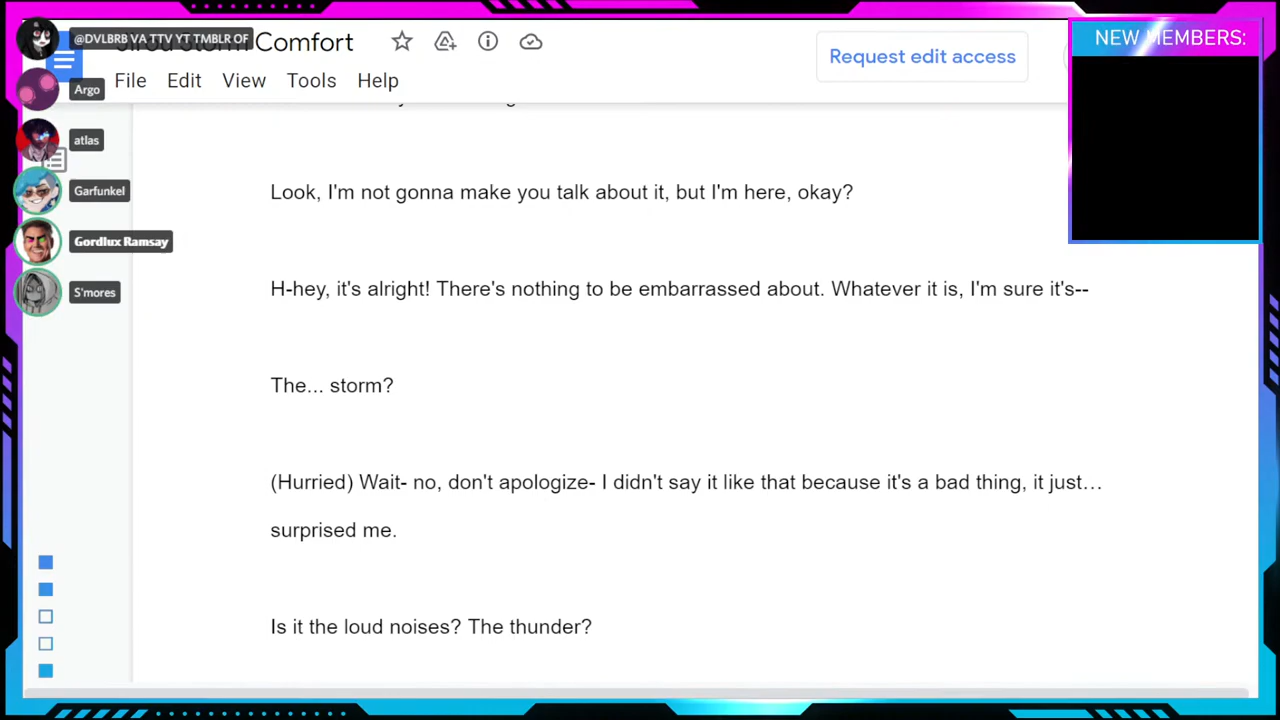 @DVLBRB VA TTV YT TMBLR OF
Storm Comfort
Request edit access
NEW MEMBERS:
File Edit View Tools Help
Argo
atlas
Garfunkel
Gordlux Ramsay
S'mores
Look, I'm not gonna make you talk about it, but I'm here, okay?
H-hey, it's alright! There's nothing to be embarrassed about. Whatever it is, I'm sure it's--
The... storm?
(Hurried) Wait- no, don't apologize- I didn't say it like that because it's a bad thing, it just…
surprised me.
Is it the loud noises? The thunder?